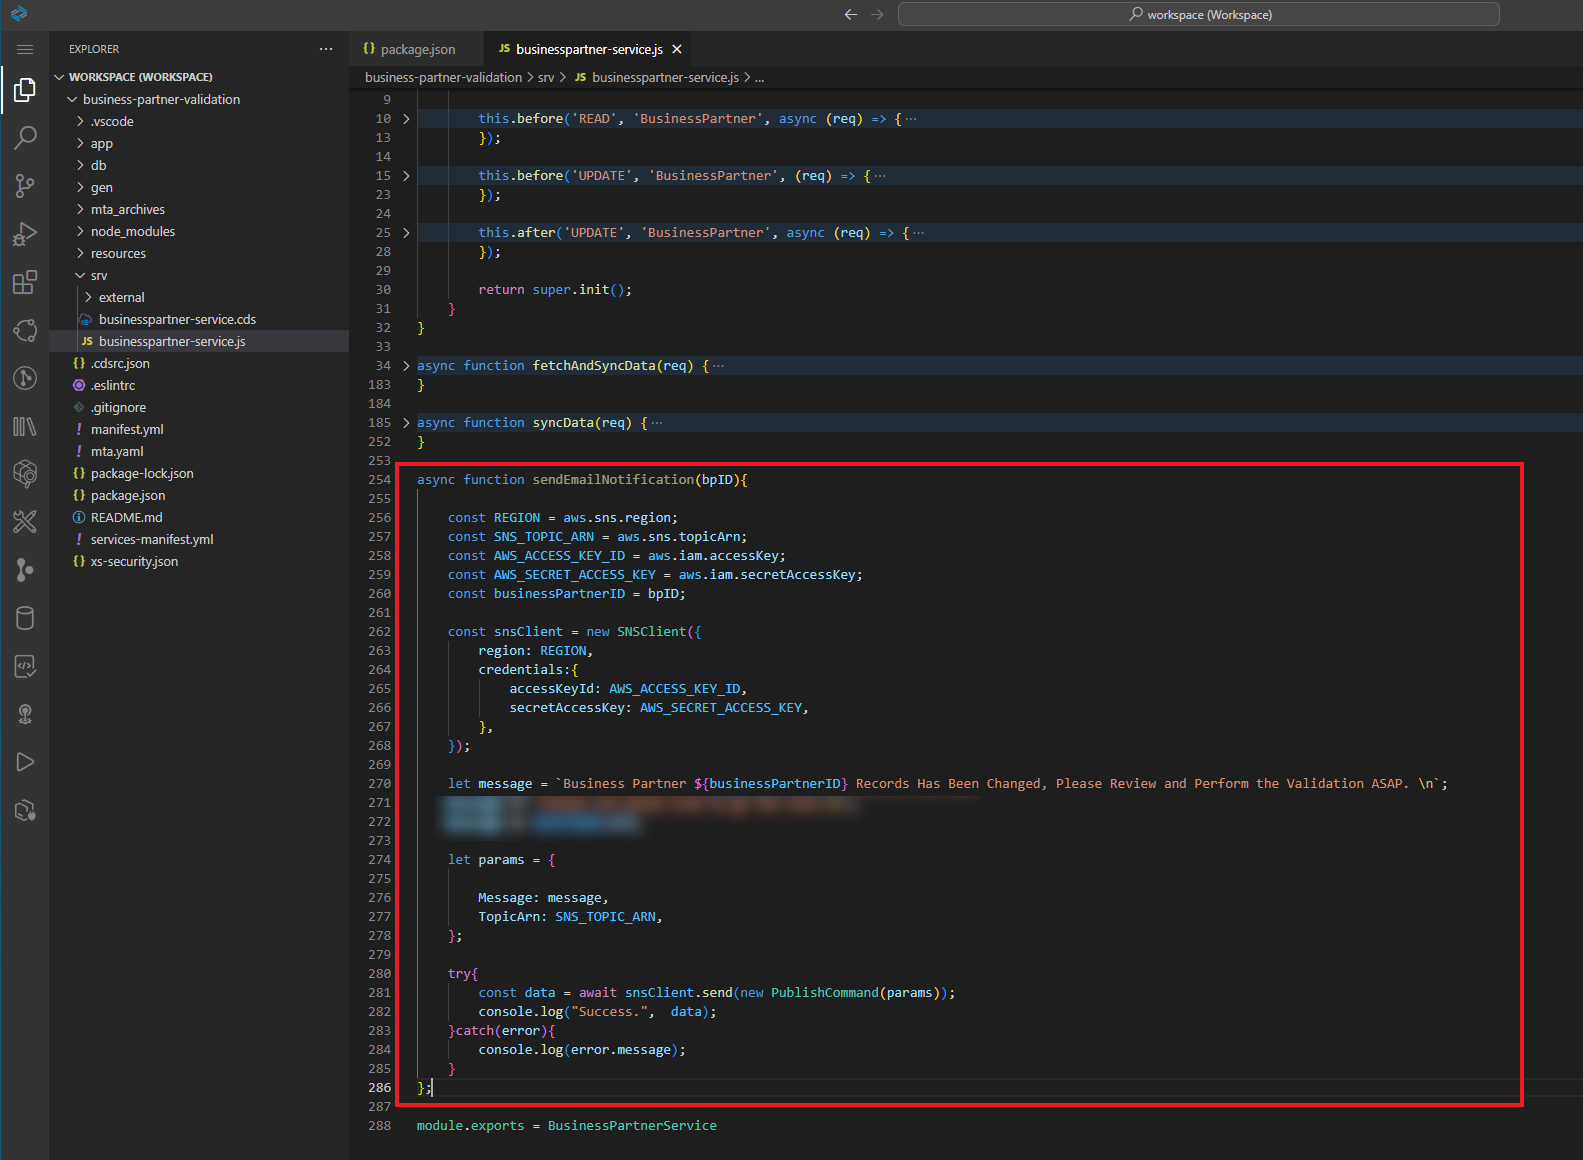 workspace (Workspace)
EXPLORER
{} package.json
JS businesspartner-service.js
WORKSPACE (WORKSPACE)
business-partner-validation > srv > JS businesspartner-service.js > ...
business-partner-validation
.vscode
app
db
gen
mta_archives
node_modules
resources
srv
external
businesspartner-service.cds
JS businesspartner-service.js
{} .cdsrc.json
.eslintrc
.gitignore
! manifest.yml
! mta.yaml
{} package-lock.json
{} package.json
README.md
! services-manifest.yml
{} xs-security.json
9
10 this.before('READ', 'BusinessPartner', async (req) => { ...
13 });
14
15 this.before('UPDATE', 'BusinessPartner', (req) => { ...
23 });
24
25 this.after('UPDATE', 'BusinessPartner', async (req) => { ...
28 });
29
30 return super.init();
31 }
32 }
33
34 async function fetchAndSyncData(req) { ...
183 }
184
185 async function syncData(req) { ...
252 }
253
254 async function sendEmailNotification(bpID){
255
256 const REGION = aws.sns.region;
257 const SNS_TOPIC_ARN = aws.sns.topicArn;
258 const AWS_ACCESS_KEY_ID = aws.iam.accessKey;
259 const AWS_SECRET_ACCESS_KEY = aws.iam.secretAccessKey;
260 const businessPartnerID = bpID;
261
262 const snsClient = new SNSClient({
263 region: REGION,
264 credentials:{
265 accessKeyId: AWS_ACCESS_KEY_ID,
266 secretAccessKey: AWS_SECRET_ACCESS_KEY,
267 },
268 });
269
270 let message = `Business Partner ${businessPartnerID} Records Has Been Changed, Please Review and Perform the Validation ASAP. \n`;
271
272
273
274 let params = {
275
276 Message: message,
277 TopicArn: SNS_TOPIC_ARN,
278 };
279
280 try{
281 const data = await snsClient.send(new PublishCommand(params));
282 console.log("Success.", data);
283 }catch(error){
284 console.log(error.message);
285 }
286 };
287
288 module.exports = BusinessPartnerService